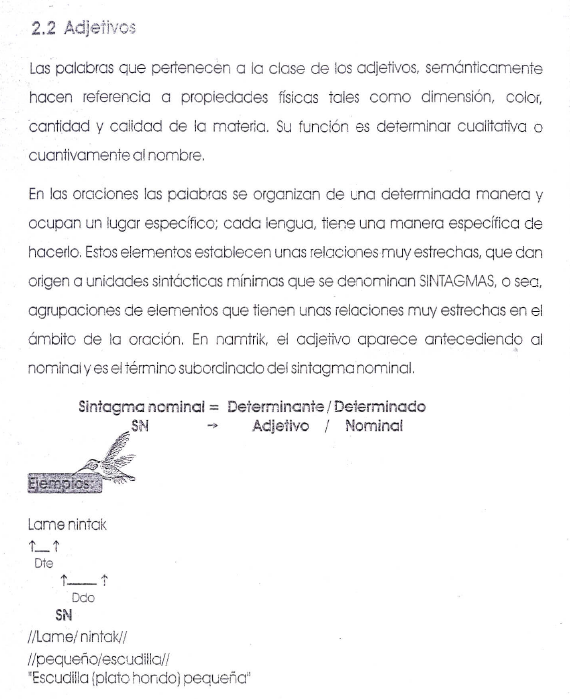 2.2 Adjetivos
Las palabras que pertenecen a la clase de los adjetivos, semánticamente
hacen referencia a propiedades físicas tales como dimensión, color,
cantidad y calidad de la materia. Su función es determinar cualitativa o
cuantivamente al nombre.
En las oraciones las palabras se organizan de una determinada manera y
ocupan un lugar específico; cada lengua, tiene una manera específica de
hacerlo. Estos elementos establecen unas relaciones muy estrechas, que dan
origen a unidades sintácticas mínimas que se denominan SINTAGMAS, o sea,
agrupaciones de elementos que tienen unas relaciones muy estrechas en el
ámbito de la oración. En namtrik, el adjetivo aparece antecediendo al
nominal y es el término subordinado del sintagma nominal.
Sintagma nominal = Determinante / Determinado
SN → Adjetivo / Nominal
Ejemplos:
Lame nintak
↑__↑
Dte
↑____↑
Ddo
SN
//Lame/ nintak//
//pequeño/escudilla//
"Escudilla (plato hondo) pequeña"